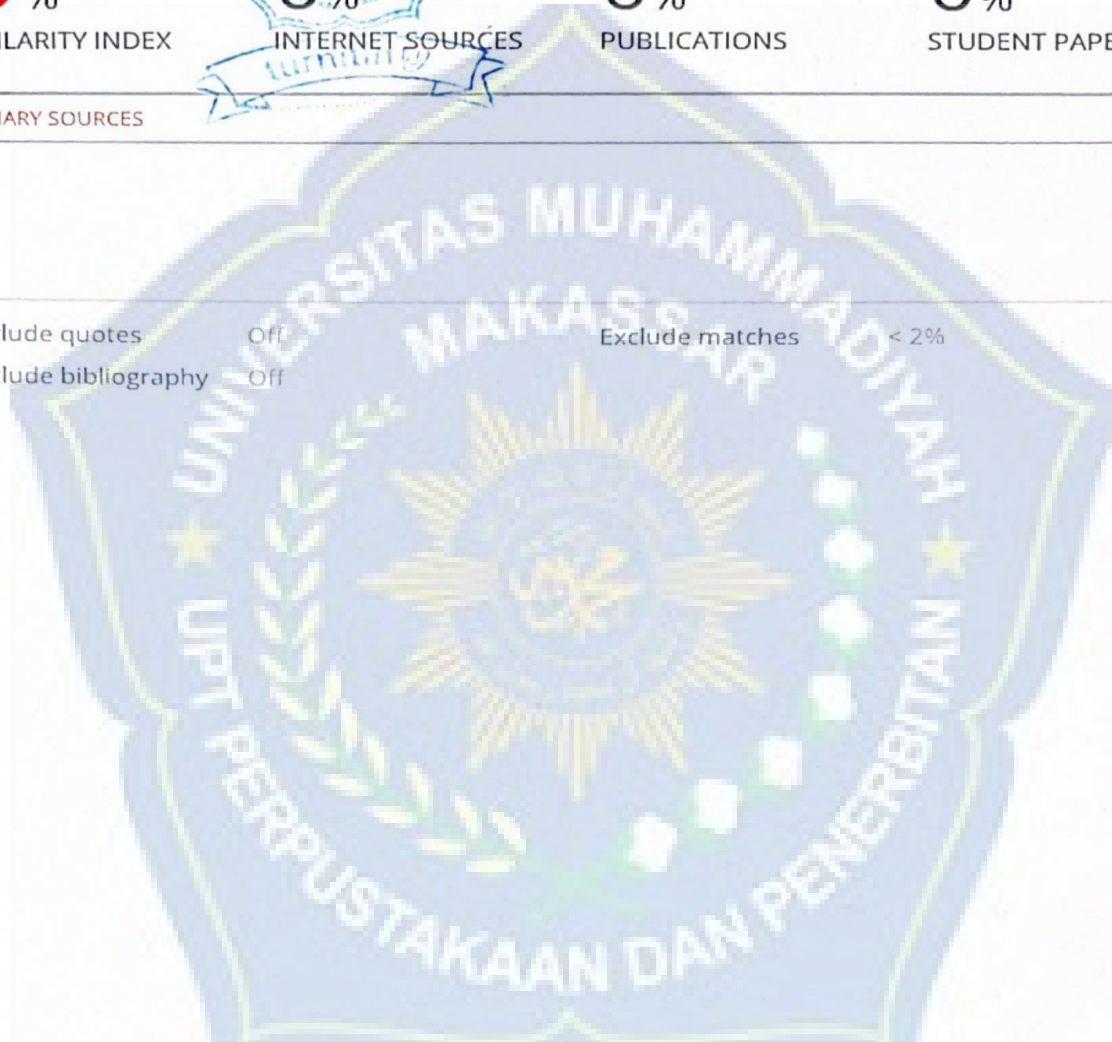 %
%
%
%
ILARITY INDEX
INTERNET SOURCES
PUBLICATIONS
STUDENT PAPE
turnitin
IARY SOURCES
lude quotes Off
Exclude matches < 2%
lude bibliography Off
UNIVERSITAS MUHAMMADIYAH
MAKASSAR
UPT PERPUSTAKAAN DAN PENERBITAN